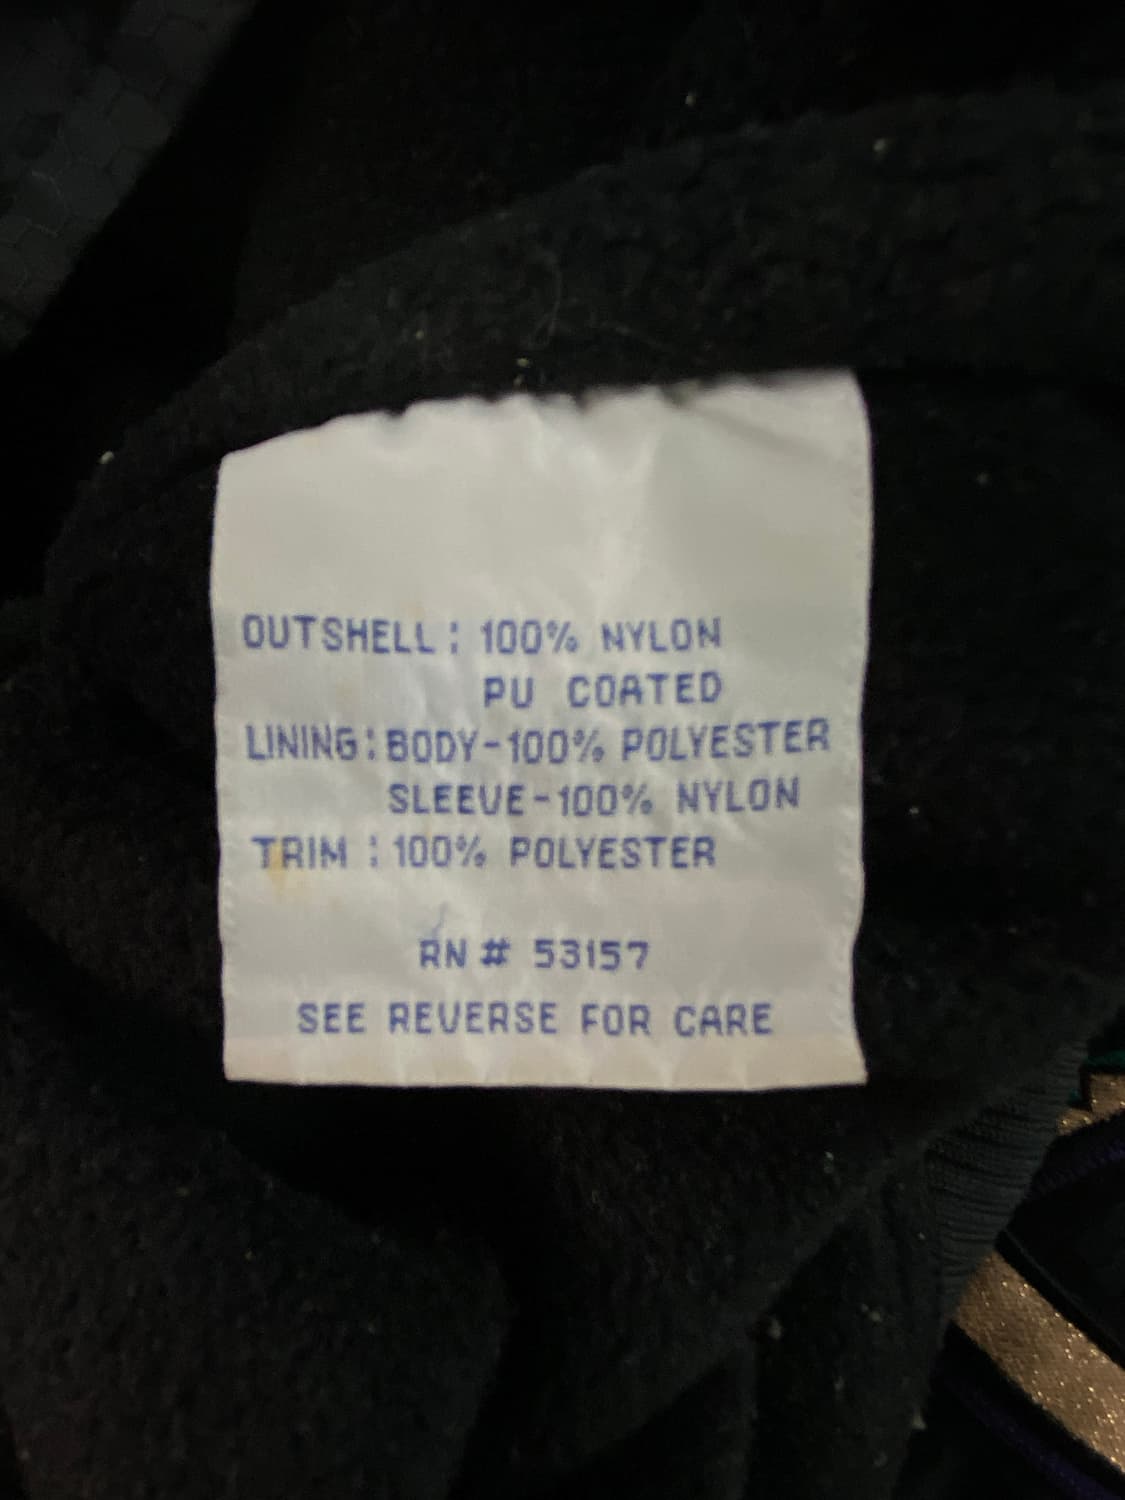 OUTSHELL: 100% NYLON
PU COATED
LINING: BODY-100% POLYESTER
SLEEVE-100% NYLON
TRIM : 100% POLYESTER
RN # 53157
SEE REVERSE FOR CARE